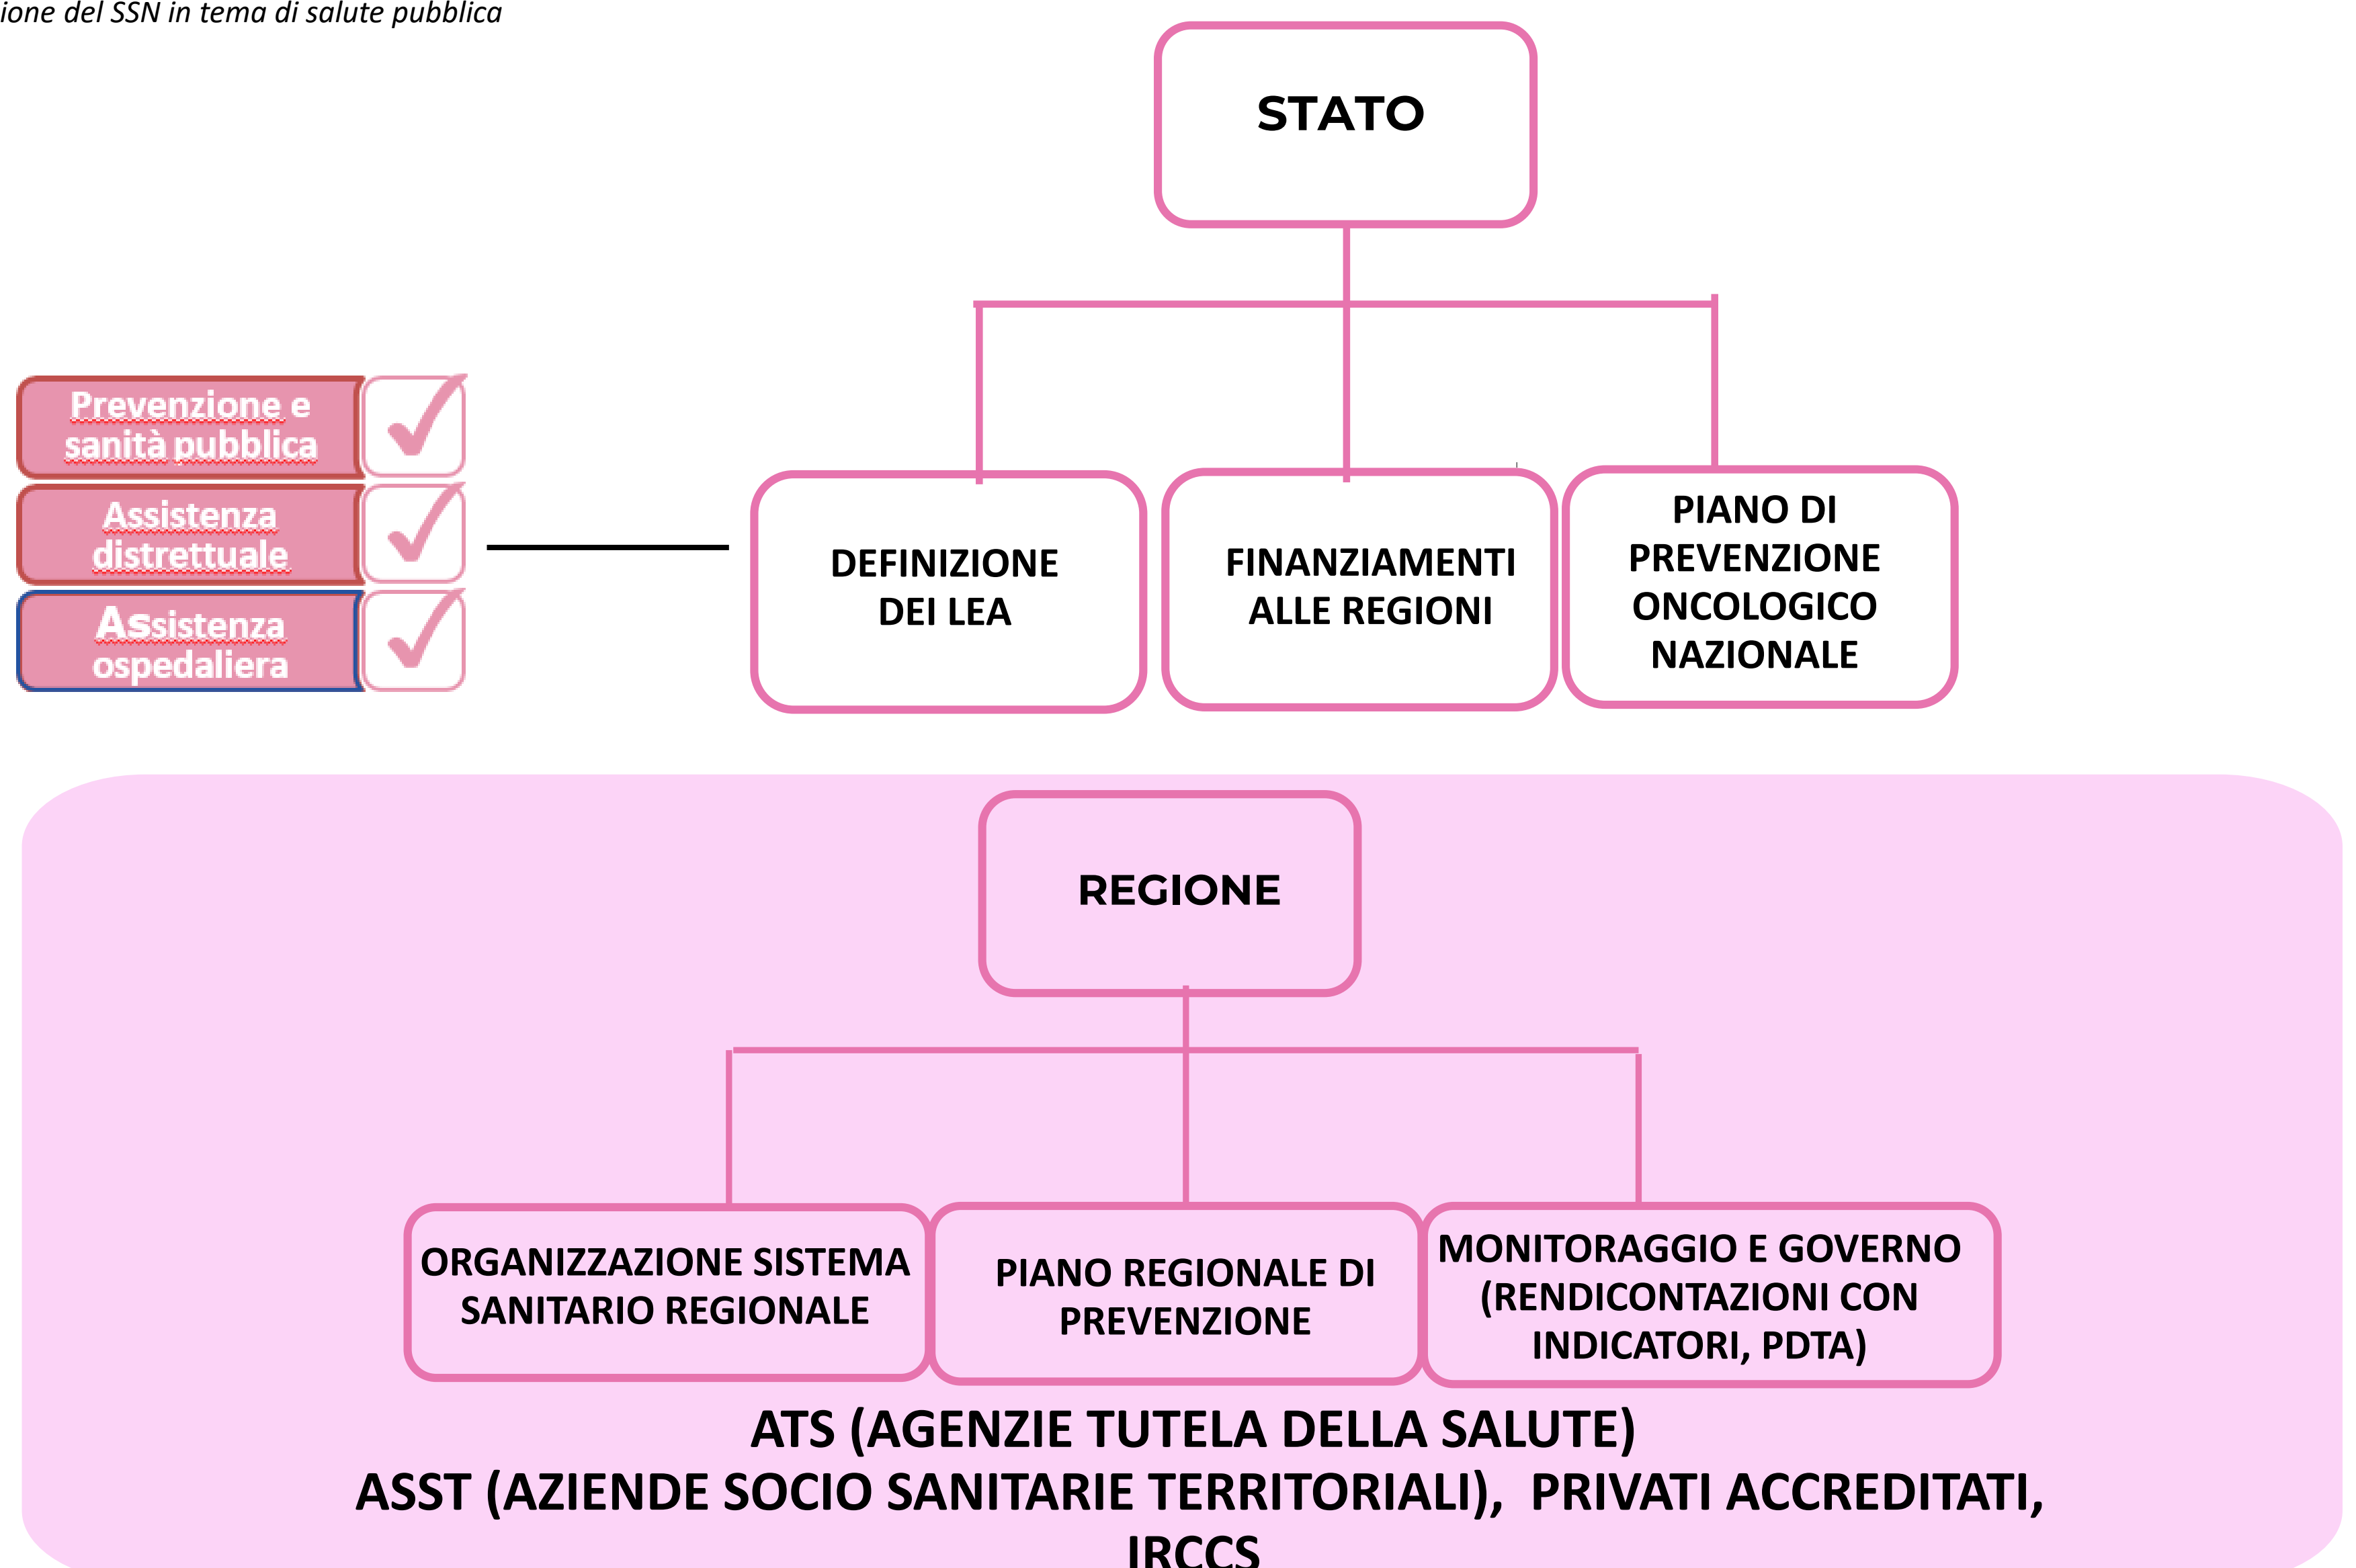 ione del SSN in tema di salute pubblica
STATO
Prevenzione e
sanità pubblica
Assistenza
distrettuale
Assistenza
ospedaliera
DEFINIZIONE
DEI LEA
FINANZIAMENTI
ALLE REGIONI
PIANO DI
PREVENZIONE
ONCOLOGICO
NAZIONALE
REGIONE
ORGANIZZAZIONE SISTEMA
SANITARIO REGIONALE
PIANO REGIONALE DI
PREVENZIONE
MONITORAGGIO E GOVERNO
(RENDICONTAZIONI CON
INDICATORI, PDTA)
ATS (AGENZIE TUTELA DELLA SALUTE)
ASST (AZIENDE SOCIO SANITARIE TERRITORIALI), PRIVATI ACCREDITATI,
IRCCS